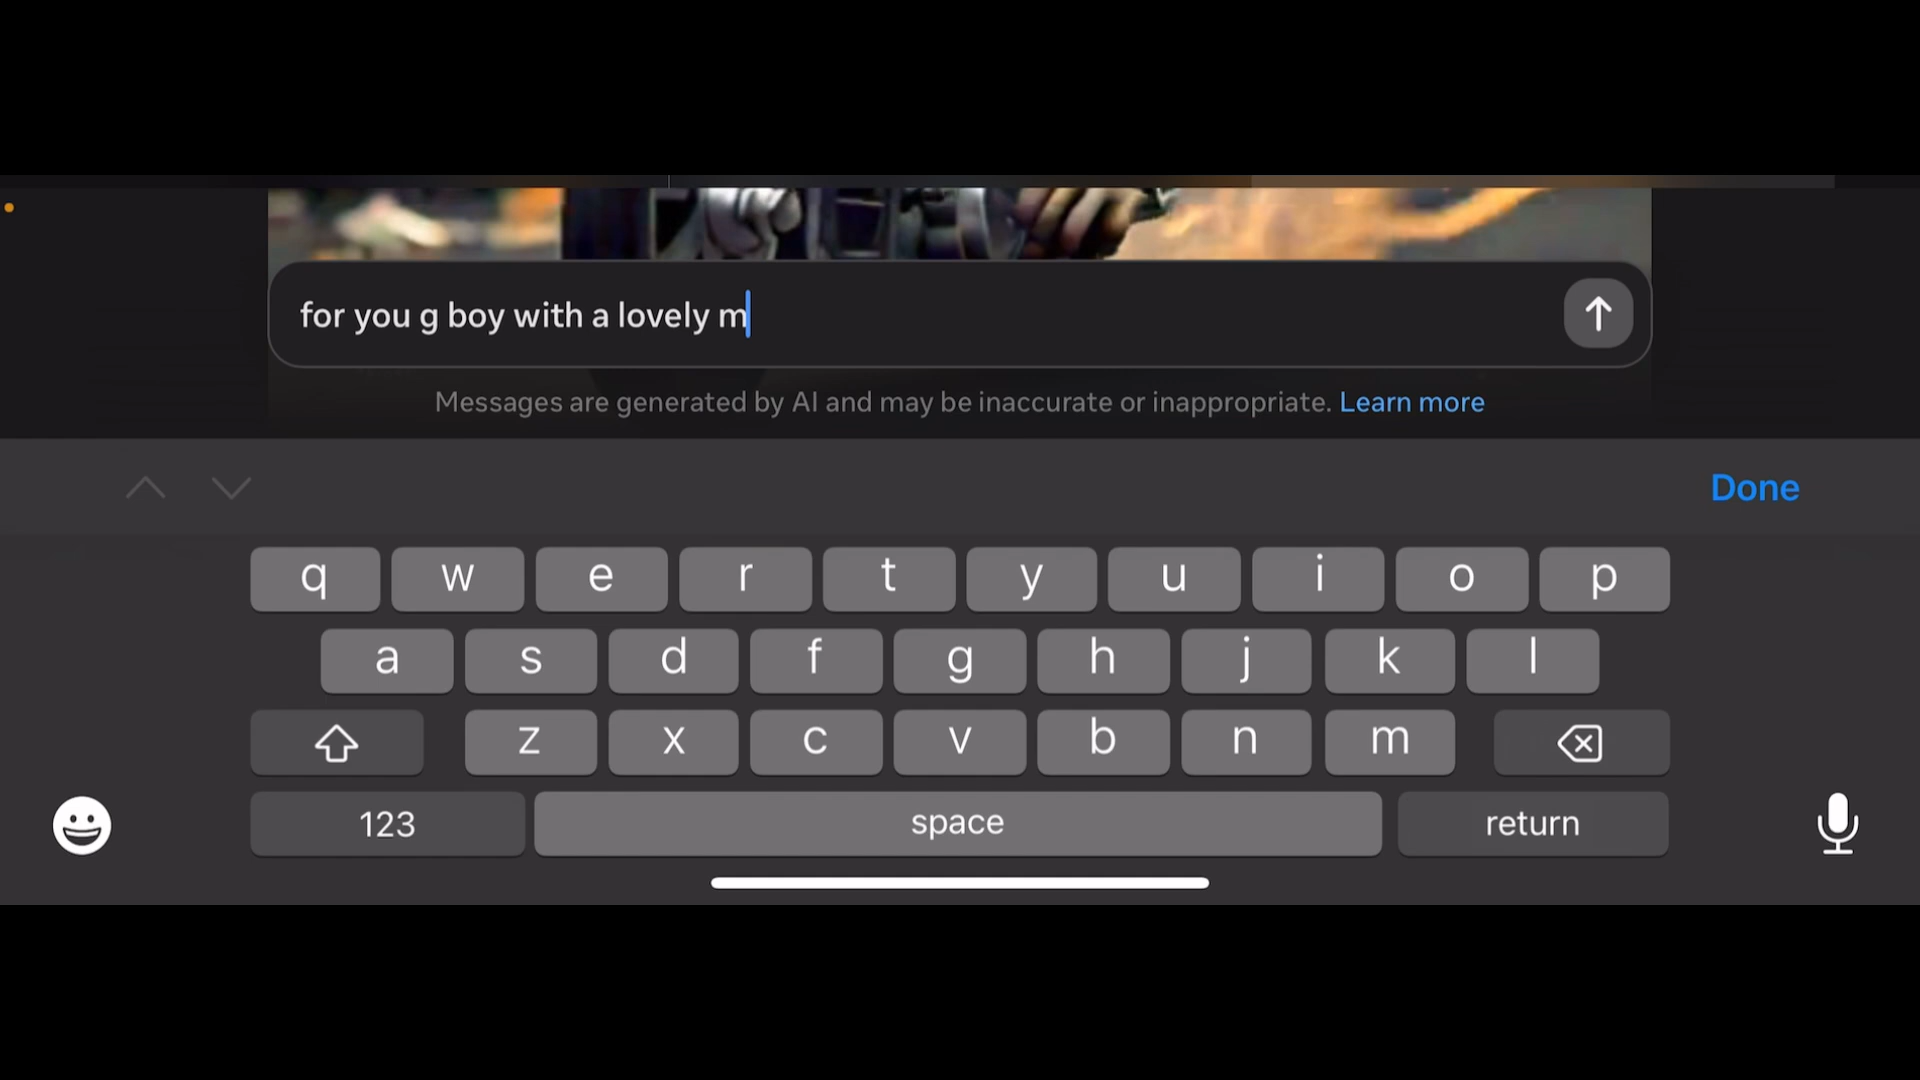 for you g boy with a lovely m
Messages are generated by AI and may be inaccurate or inappropriate. Learn more
Done
q w e r t y u i o p
a s d f g h j k l
z x c v b n m
123 space return